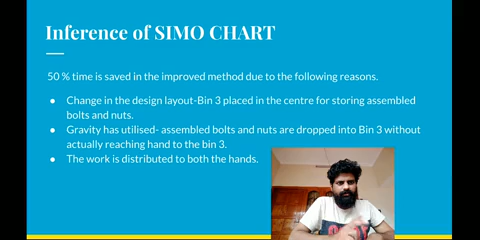 Inference of SIMO CHART
50 % time is saved in the improved method due to the following reasons.
● Change in the design layout-Bin 3 placed in the centre for storing assembled
bolts and nuts.
● Gravity has utilised- assembled bolts and nuts are dropped into Bin 3 without
actually reaching hand to the bin 3.
● The work is distributed to both the hands.